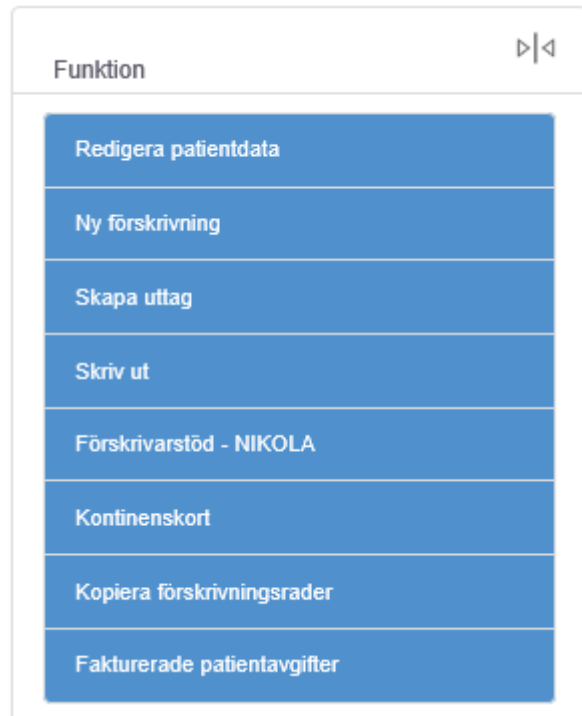 Funktion
Redigera patientdata
Ny förskrivning
Skapa uttag
Skriv ut
Förskrivarstöd - NIKOLA
Kontinenskort
Kopiera förskrivningsrader
Fakturerade patientavgifter